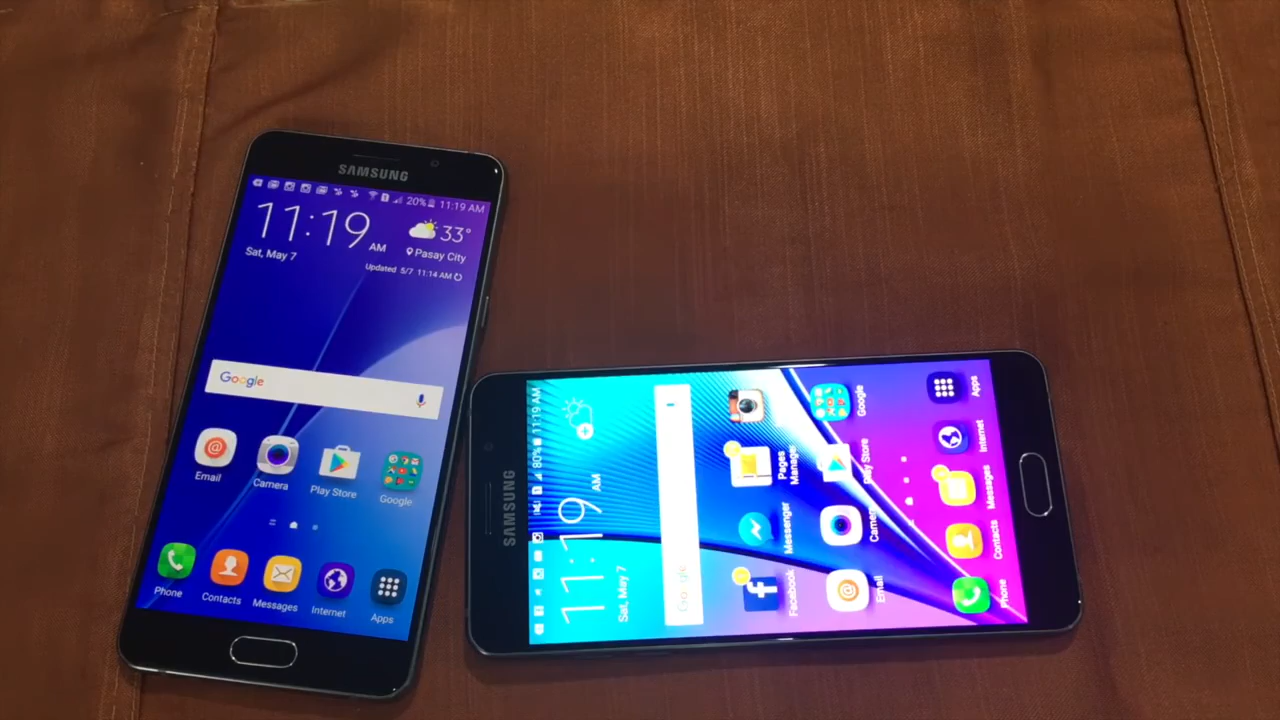 SAMSUNG
20% 11:19 AM
11:19 AM
33°
Sat, May 7
Pasay City
Updated 5/7 11:14 AM
Google
Email
Camera
Play Store
Google
Phone
Contacts
Messages
Internet
Apps
SAMSUNG
80% 11:19 AM
11:19 AM
Sat, May 7
Google
Facebook
Messenger
Pages Manager
Email
Camera
Play Store
Google
Phone
Contacts
Messages
Internet
Apps